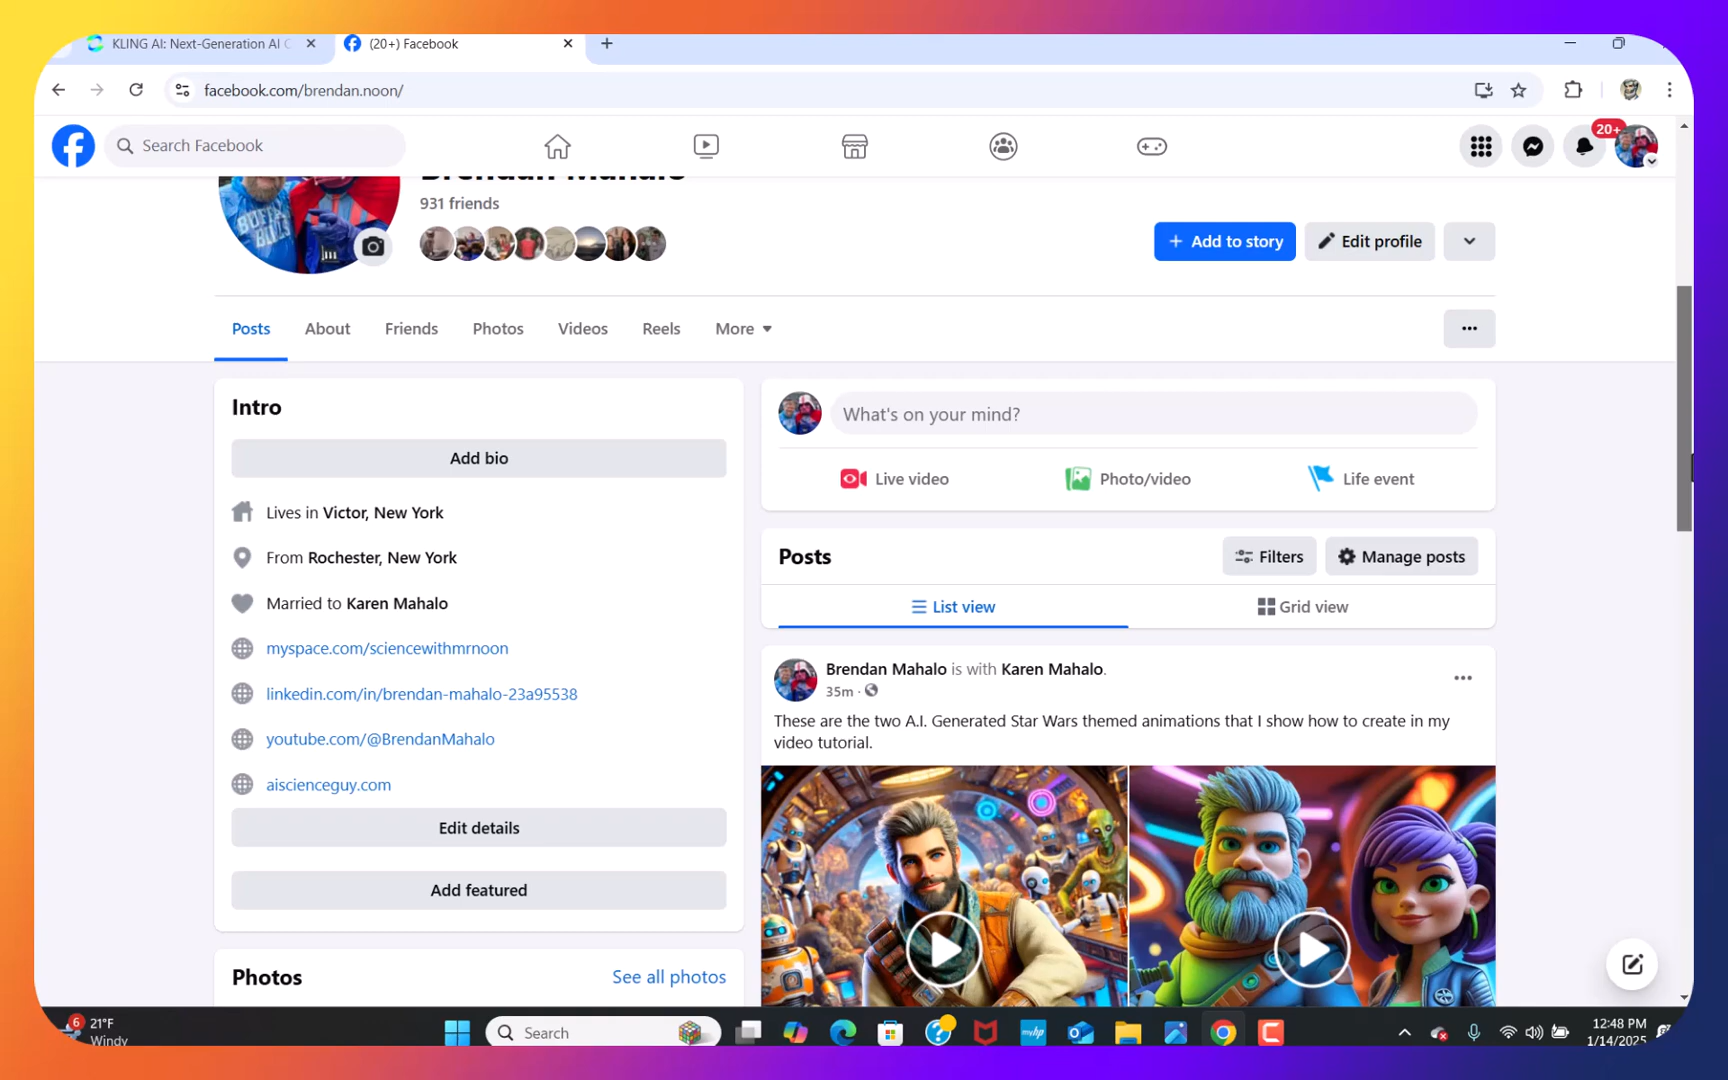 KLING AI: Next-Generation AI
(20+) Facebook
facebook.com/brendan.noon/
Search Facebook
20+
Brendan Mahalo
931 friends
Add to story
Edit profile
Posts
About
Friends
Photos
Videos
Reels
More
Intro
Add bio
Lives in Victor, New York
From Rochester, New York
Married to Karen Mahalo
myspace.com/sciencewithmrnoon
linkedin.com/in/brendan-mahalo-23a95538
youtube.com/@BrendanMahalo
aiscienceguy.com
Edit details
Add featured
Photos
See all photos
What's on your mind?
Live video
Photo/video
Life event
Posts
Filters
Manage posts
List view
Grid view
Brendan Mahalo is with Karen Mahalo.
35m ·
These are the two A.I. Generated Star Wars themed animations that I show how to create in my
video tutorial.
BUFFALO
BILLS
6
21°F
Windy
Search
myhp
12:48 PM
1/14/2025